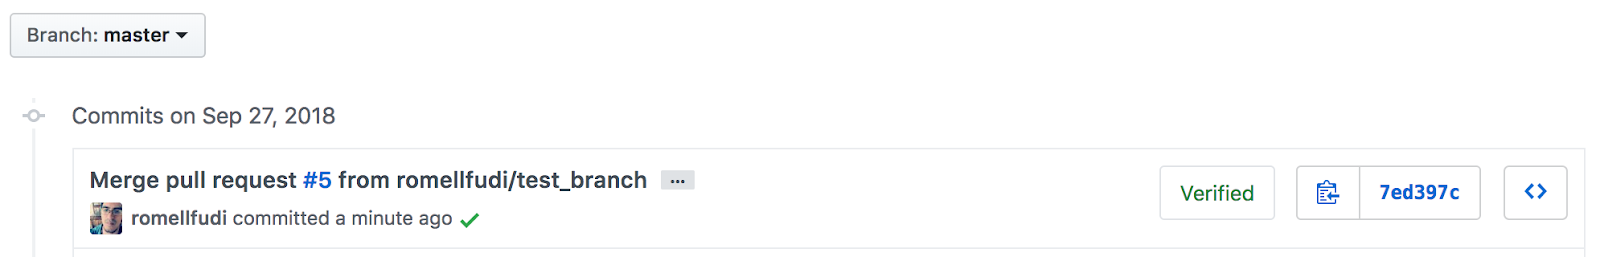 Branch: master
Commits on Sep 27, 2018
Merge pull request #5 from romellfudi/test_branch ...
Verified 7ed397c <>
romellfudi committed a minute ago